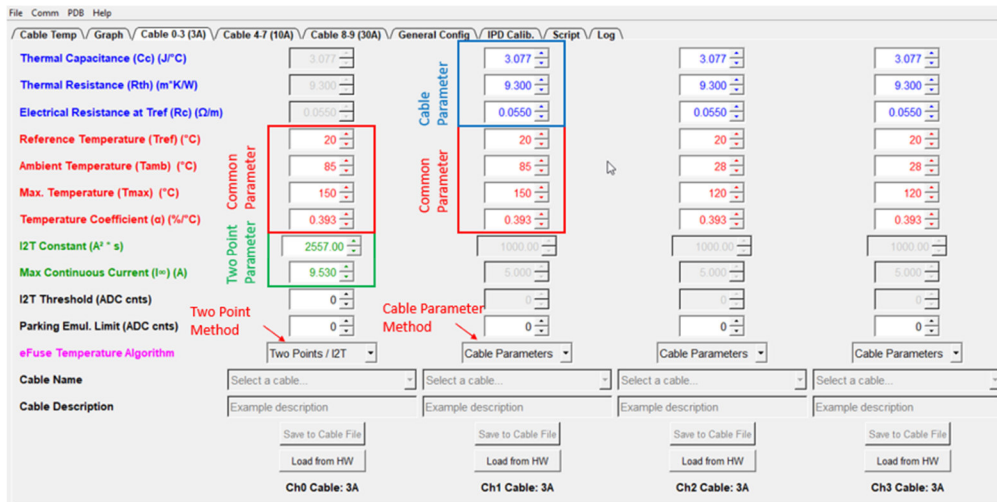 File Comm PDB Help
Cable Temp Graph Cable 0-3 (3A) Cable 4-7 (10A) Cable 8-9 (30A) General Config IPD Calib. Script Log
Thermal Capacitance (Cc) (J/°C) 3.077 3.077 3.077 3.077
Thermal Resistance (Rth) (m*K/W) 9.300 9.300 9.300 9.300
Electrical Resistance at Tref (Rc) (Ω/m) 0.0550 0.0550 0.0550 0.0550
Cable Parameter
Reference Temperature (Tref) (°C) 20 20 20 20
Ambient Temperature (Tamb) (°C) 85 85 28 28
Max. Temperature (Tmax) (°C) 150 150 120 120
Temperature Coefficient (α) (%/°C) 0.393 0.393 0.393 0.393
Common Parameter
Common Parameter
I2T Constant (A² * s) 2557.00 1000.00 1000.00 1000.00
Max Continuous Current (I∞) (A) 9.530 5.000 5.000 5.000
Two Point Parameter
I2T Threshold (ADC cnts) 0 0 0 0
Parking Emul. Limit (ADC cnts) 0 0 0 0
Two Point Method
Cable Parameter Method
eFuse Temperature Algorithm Two Points / I2T Cable Parameters Cable Parameters Cable Parameters
Cable Name Select a cable... Select a cable... Select a cable... Select a cable...
Cable Description Example description Example description Example description Example description
Save to Cable File Save to Cable File Save to Cable File Save to Cable File
Load from HW Load from HW Load from HW Load from HW
Ch0 Cable: 3A Ch1 Cable: 3A Ch2 Cable: 3A Ch3 Cable: 3A